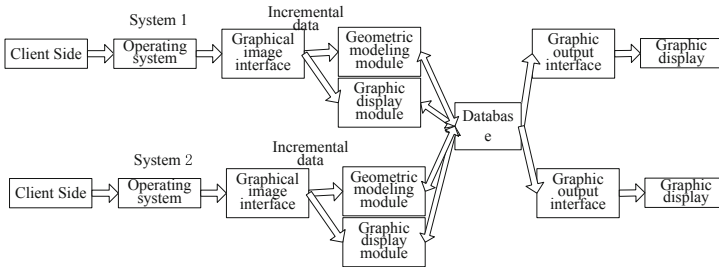 System 1
Incremental
data
Client Side
Operating
system
Graphical
image
interface
Geometric
modeling
module
Graphic
display
module
Databas
e
Graphic
output
interface
Graphic
display
System 2
Incremental
data
Client Side
Operating
system
Graphical
image
interface
Geometric
modeling
module
Graphic
display
module
Graphic
output
interface
Graphic
display